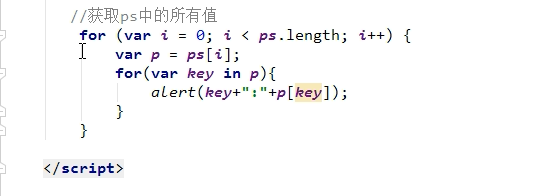 //获取ps中的所有值
for (var i = 0; i < ps.length; i++) {
var p = ps[i];
for(var key in p){
alert(key+":"+p[key]);
}
}
</script>